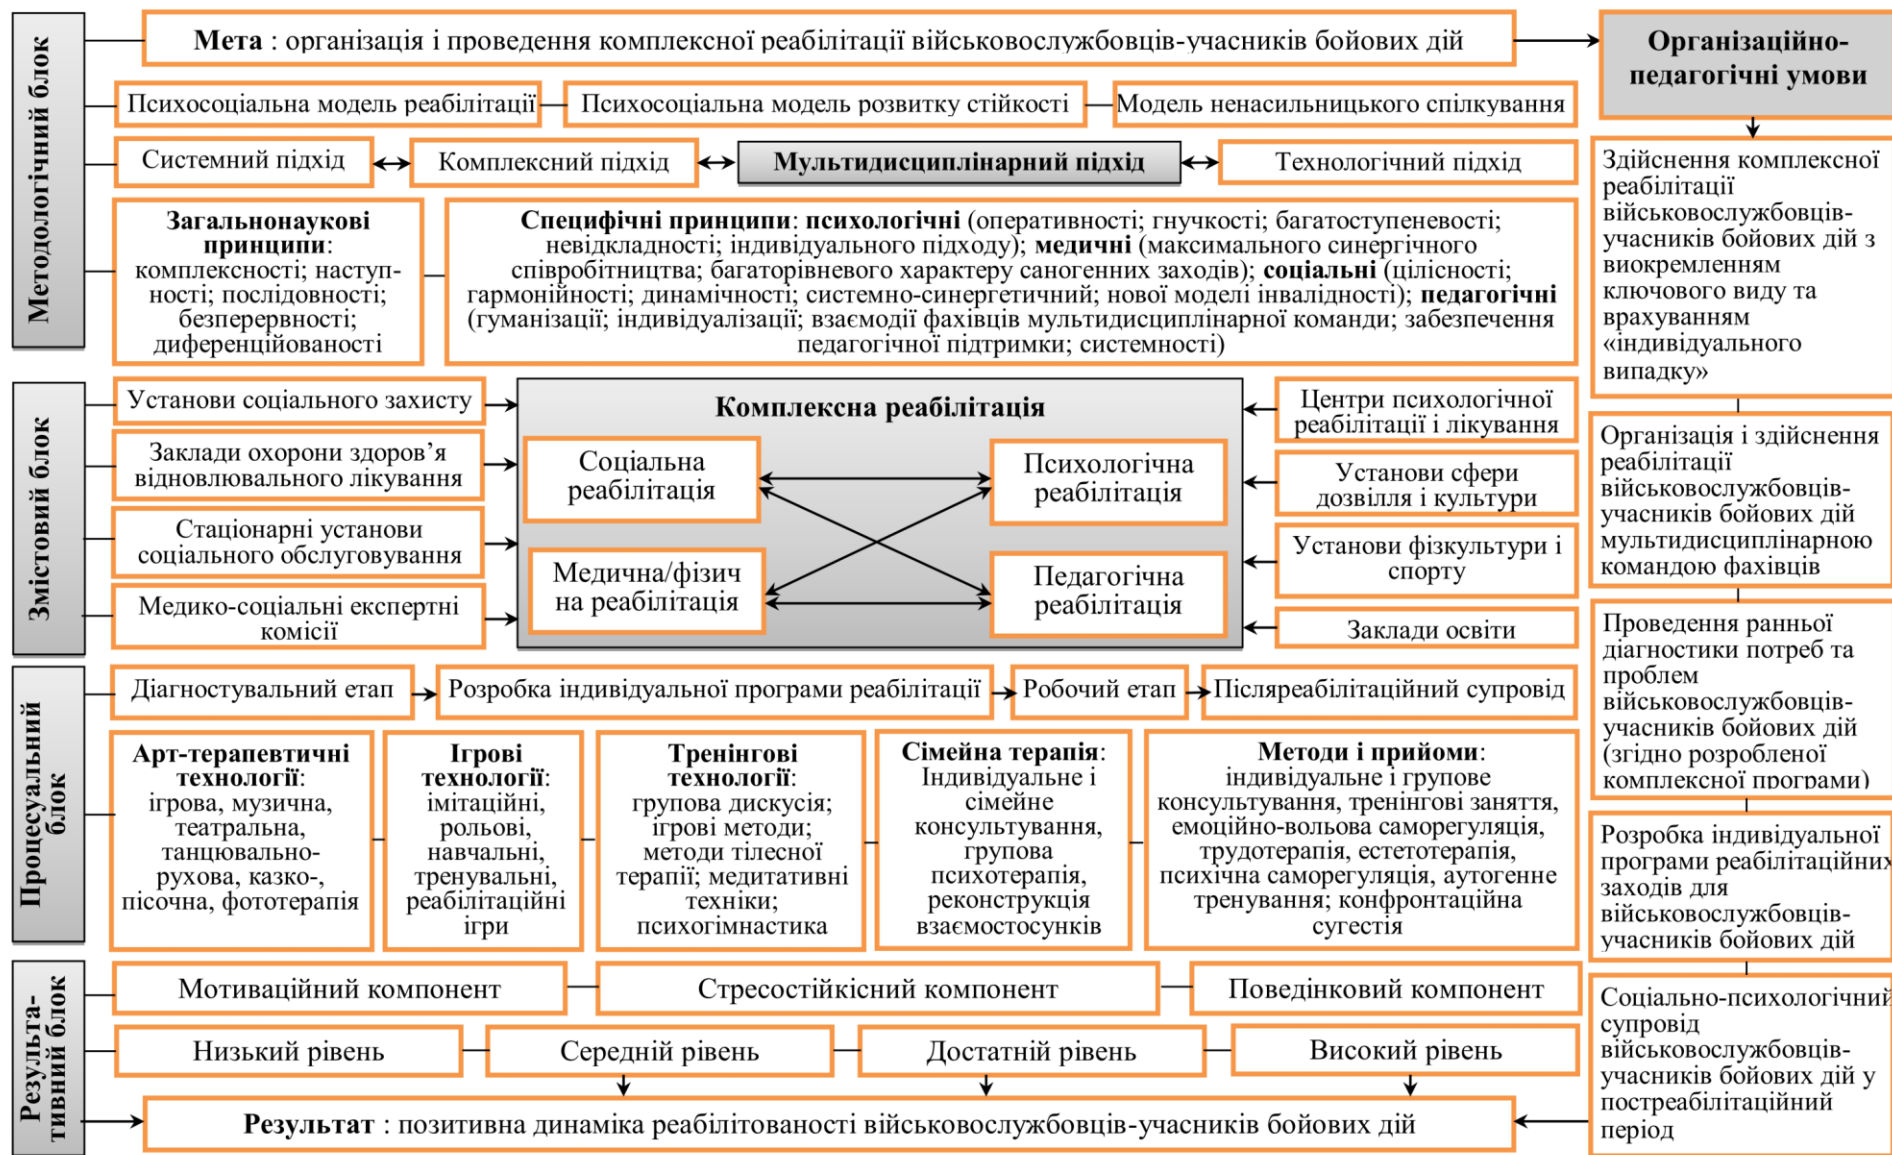 Методологічний блок
Мета : організація і проведення комплексної реабілітації військовослужбовців-учасників бойових дій
Психосоціальна модель реабілітації
Психосоціальна модель розвитку стійкості
Модель ненасильницького спілкування
Системний підхід
Комплексний підхід
Мультидисциплінарний підхід
Технологічний підхід
Загальнонаукові
принципи:
комплексності; наступ-
ності; послідовності;
безперервності;
диференційованості
Специфічні принципи: психологічні (оперативності; гнучкості; багатоступеневості;
невідкладності; індивідуального підходу); медичні (максимального синергічного
співробітництва; багаторівневого характеру саногенних заходів); соціальні (цілісності;
гармонійності; динамічності; системно-синергетичний; нової моделі інвалідності); педагогічні
(гуманізації; індивідуалізації; взаємодії фахівців мультидисциплінарної команди; забезпечення
педагогічної підтримки; системності)
Змістовий блок
Установи соціального захисту
Заклади охорони здоров’я
відновлювального лікування
Стаціонарні установи
соціального обслуговування
Медико-соціальні експертні
комісії
Комплексна реабілітація
Соціальна
реабілітація
Психологічна
реабілітація
Медична/фізич
на реабілітація
Педагогічна
реабілітація
Центри психологічної
реабілітації і лікування
Установи сфери
дозвілля і культури
Установи фізкультури і
спорту
Заклади освіти
Процесуальний
блок
Діагностувальний етап
Розробка індивідуальної програми реабілітації
Робочий етап
Післяреабілітаційний супровід
Арт-терапевтичні
технології:
ігрова, музична,
театральна,
танцювально-
рухова, казко-,
пісочна, фототерапія
Ігрові
технології:
імітаційні,
рольові,
навчальні,
тренувальні,
реабілітаційні
ігри
Тренінгові
технології:
групова дискусія;
ігрові методи;
методи тілесної
терапії; медитативні
техніки;
психогімнастика
Сімейна терапія:
Індивідуальне і
сімейне
консультування,
групова
психотерапія,
реконструкція
взаємостосунків
Методи і прийоми:
індивідуальне і групове
консультування, тренінгові заняття,
емоційно-вольова саморегуляція,
трудотерапія, естетотерапія,
психічна саморегуляція, аутогенне
тренування; конфронтаційна
сугестія
Результа-
тивний блок
Мотиваційний компонент
Стресостійкісний компонент
Поведінковий компонент
Низький рівень
Середній рівень
Достатній рівень
Високий рівень
Результат : позитивна динаміка реабілітованості військовослужбовців-учасників бойових дій
Організаційно-
педагогічні умови
Здійснення комплексної
реабілітації
військовослужбовців-
учасників бойових дій з
виокремленням
ключового виду та
врахуванням
«індивідуального
випадку»
Організація і здійснення
реабілітації
військовослужбовців-
учасників бойових дій
мультидисциплінарною
командою фахівців
Проведення ранньої
діагностики потреб та
проблем
військовослужбовців-
учасників бойових дій
(згідно розробленої
комплексної програми)
Розробка індивідуальної
програми реабілітаційних
заходів для
військовослужбовців-
учасників бойових дій
Соціально-психологічний
супровід
військовослужбовців-
учасників бойових дій у
постреабілітаційний
період